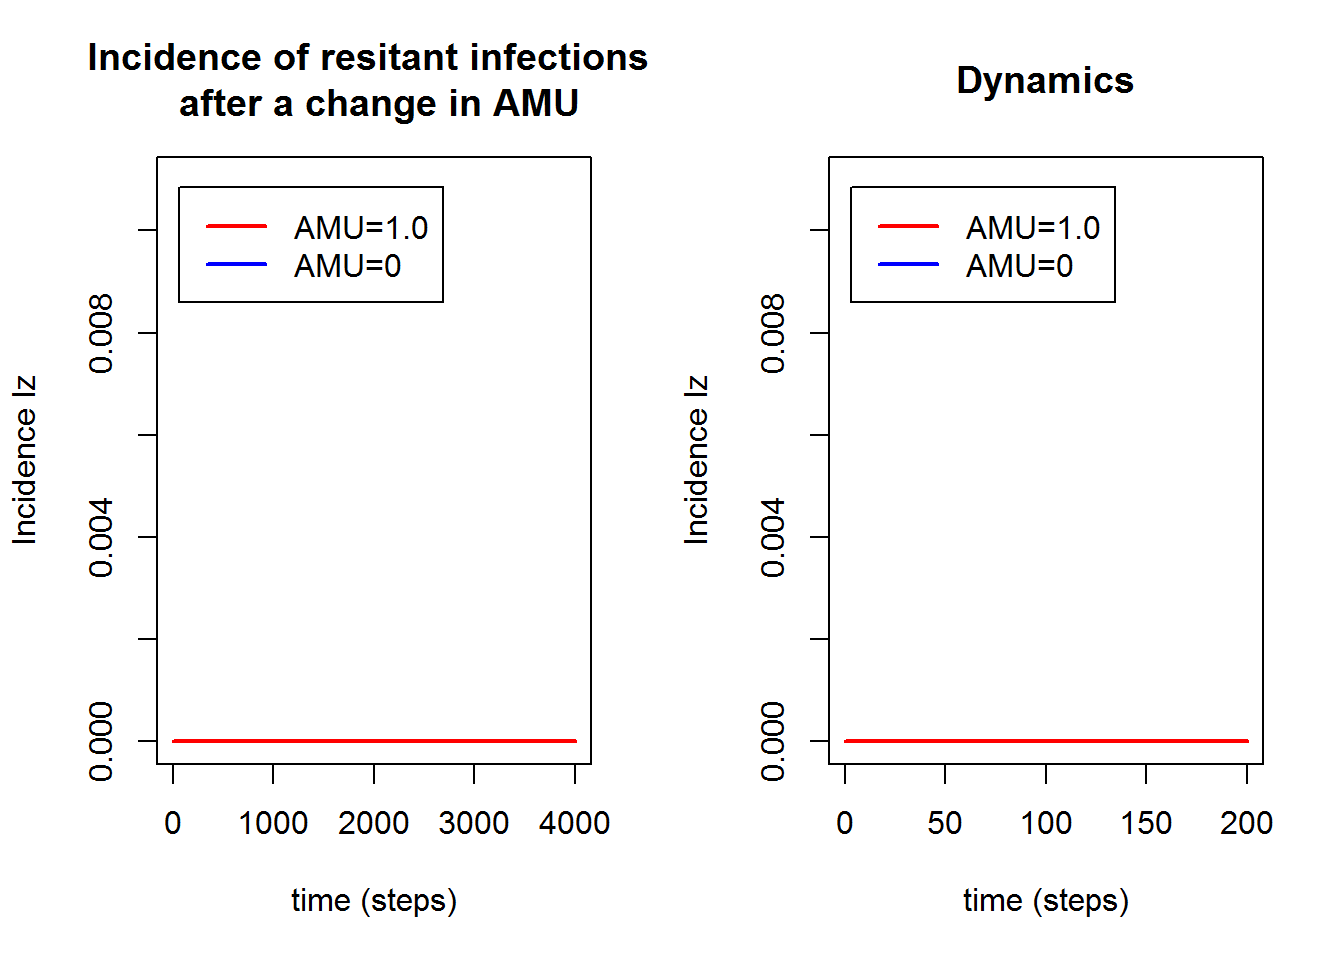 Incidence of resitant infections
after a change in AMU
AMU=1.0
AMU=0
0.008
0.004
0.000
Incidence Iz
0
1000
2000
3000
4000
time (steps)
Dynamics
AMU=1.0
AMU=0
0.008
0.004
0.000
Incidence Iz
0
50
100
150
200
time (steps)